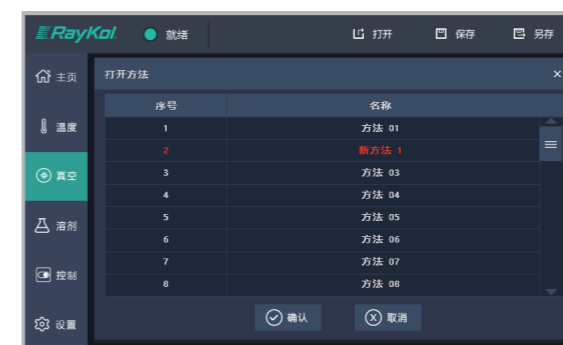 RayKol 就绪 打开 保存 另存
主页
温度
真空
溶剂
控制
设置
打开方法 ×
序号 名称
1 方法 01
2 新方法 1
3 方法 03
4 方法 04
5 方法 05
6 方法 06
7 方法 07
8 方法 08
确认 取消